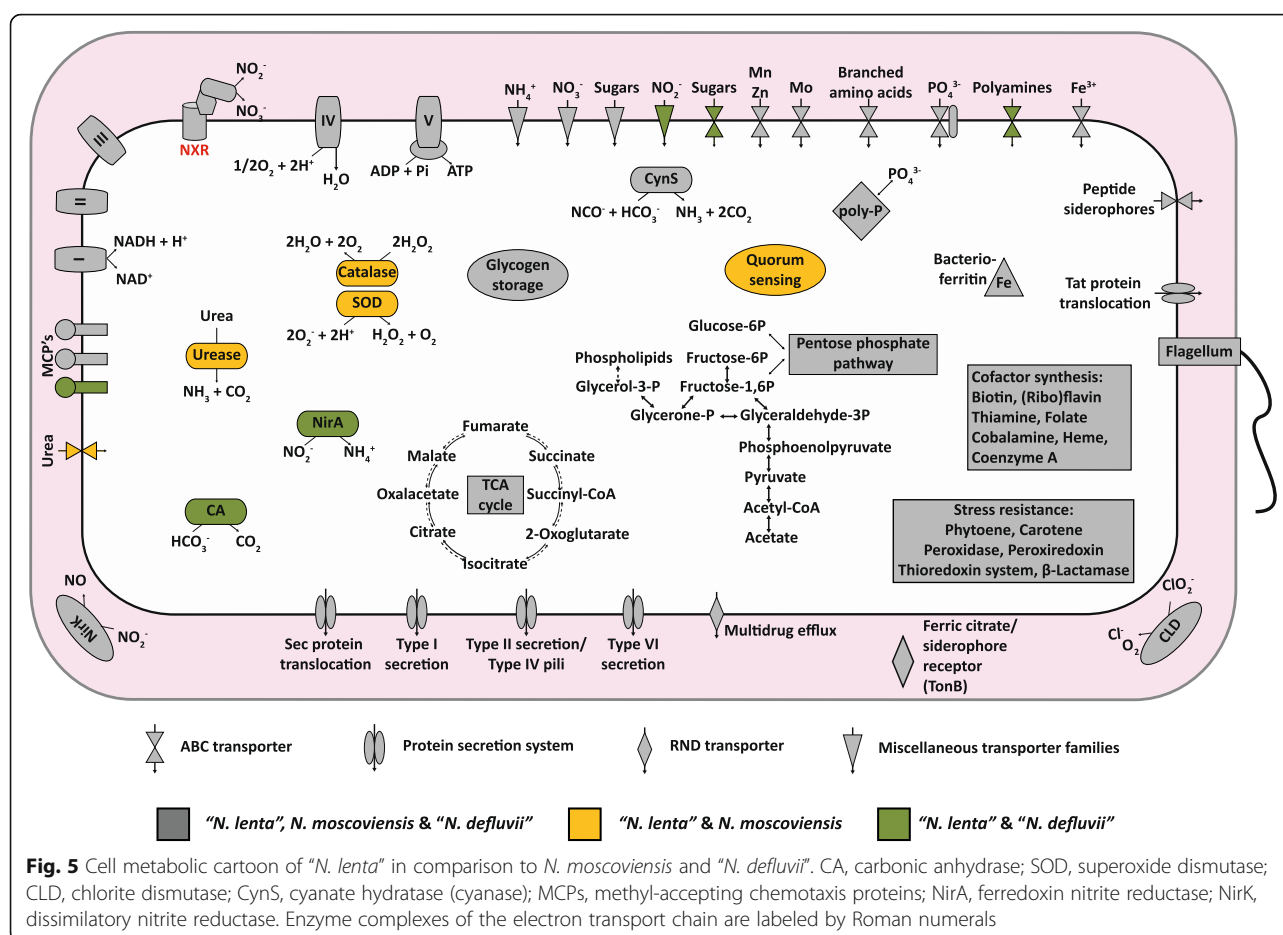 NO₂⁻
NO₃⁻
NXR
IV
1/2O₂ + 2H⁺
H₂O
V
ADP + Pi
ATP
NH₄⁺
NO₃⁻
Sugars
NO₂⁻
Sugars
Mn
Zn
Mo
Branched
amino acids
PO₄³⁻
Polyamines
Fe³⁺
III
II
I
NADH + H⁺
NAD⁺
CynS
NCO⁻ + HCO₃⁻
NH₃ + 2CO₂
PO₄³⁻
poly-P
Peptide
siderophores
2H₂O + 2O₂
2H₂O₂
Catalase
SOD
2O₂⁻ + 2H⁺
H₂O₂ + O₂
Glycogen
storage
Quorum
sensing
Bacterio-
ferritin
Fe
Tat protein
translocation
MCP's
Urea
Urease
NH₃ + CO₂
Urea
Glucose-6P
Pentose phosphate
pathway
Phospholipids
Fructose-6P
Glycerol-3-P
Fructose-1,6P
Glycerone-P
Glyceraldehyde-3P
Phosphoenolpyruvate
Pyruvate
Acetyl-CoA
Acetate
Flagellum
Cofactor synthesis:
Biotin, (Ribo)flavin
Thiamine, Folate
Cobalamine, Heme,
Coenzyme A
NirA
NO₂⁻
NH₄⁺
Fumarate
Malate
Succinate
Oxalacetate
TCA
cycle
Succinyl-CoA
Citrate
2-Oxoglutarate
Isocitrate
CA
HCO₃⁻
CO₂
Stress resistance:
Phytoene, Carotene
Peroxidase, Peroxiredoxin
Thioredoxin system, β-Lactamase
NO
NirK
NO₂⁻
ClO₂⁻
Cl⁻
O₂
CLD
Sec protein
translocation
Type I
secretion
Type II secretion/
Type IV pili
Type VI
secretion
Multidrug efflux
Ferric citrate/
siderophore
receptor
(TonB)
ABC transporter
Protein secretion system
RND transporter
Miscellaneous transporter families
"N. lenta", N. moscoviensis & "N. defluvii"
"N. lenta" & N. moscoviensis
"N. lenta" & "N. defluvii"
Fig. 5 Cell metabolic cartoon of "N. lenta" in comparison to N. moscoviensis and "N. defluvii". CA, carbonic anhydrase; SOD, superoxide dismutase;
CLD, chlorite dismutase; CynS, cyanate hydratase (cyanase); MCPs, methyl-accepting chemotaxis proteins; NirA, ferredoxin nitrite reductase; NirK,
dissimilatory nitrite reductase. Enzyme complexes of the electron transport chain are labeled by Roman numerals